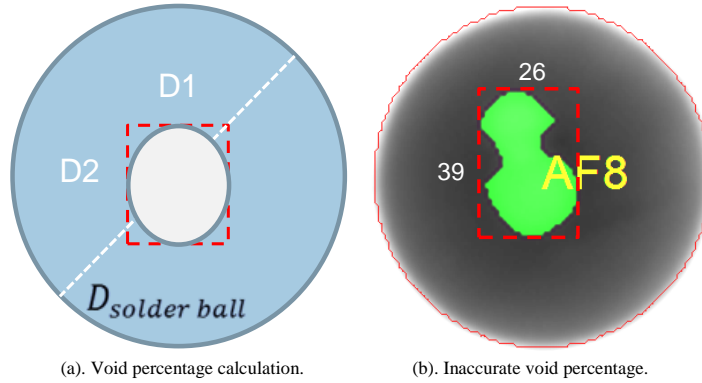 D1
D2
D_solder ball
(a). Void percentage calculation.
26
39
AF8
(b). Inaccurate void percentage.